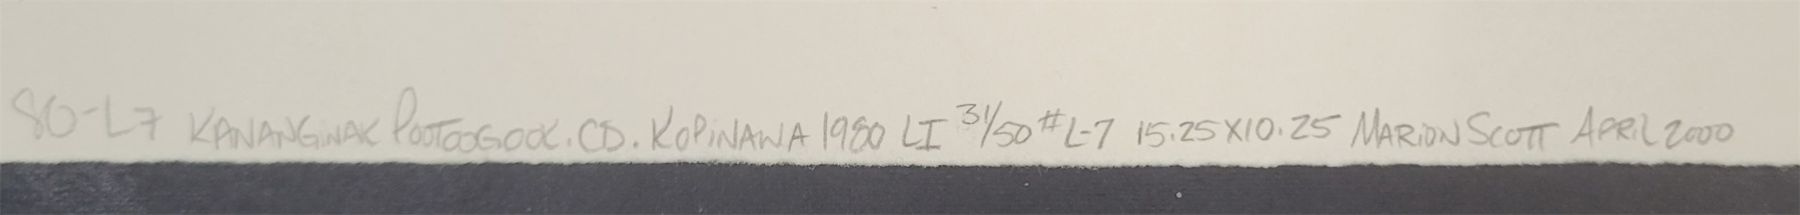 80-L7 KANANGINAK POOTOOGOOK. CD. KOPINAWA 1980 LI 31/50 # L-7 15.25X10.25 MARION SCOTT APRIL 2000